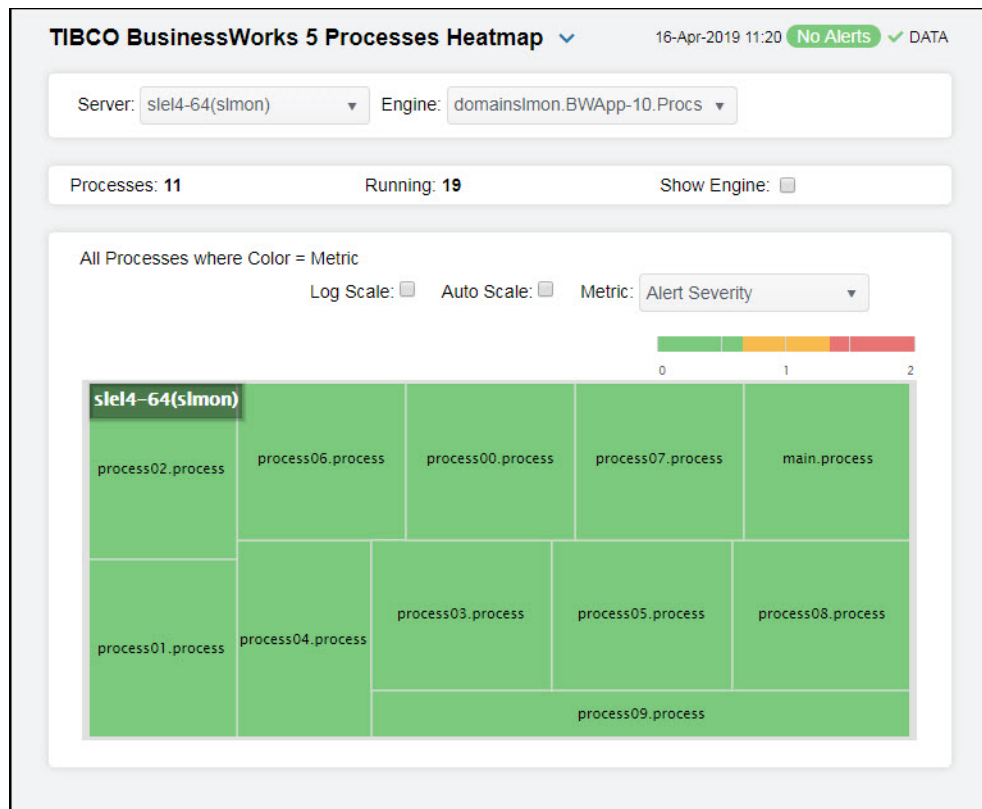 TIBCO BusinessWorks 5 Processes Heatmap 16-Apr-2019 11:20 No Alerts DATA
Server: slel4-64(slmon) Engine: domainslmon.BWApp-10.Procs
Processes: 11 Running: 19 Show Engine:
All Processes where Color = Metric
Log Scale: Auto Scale: Metric: Alert Severity
0 1 2
slel4-64(slmon)
process02.process process06.process process00.process process07.process main.process
process01.process process04.process process03.process process05.process process08.process
process09.process